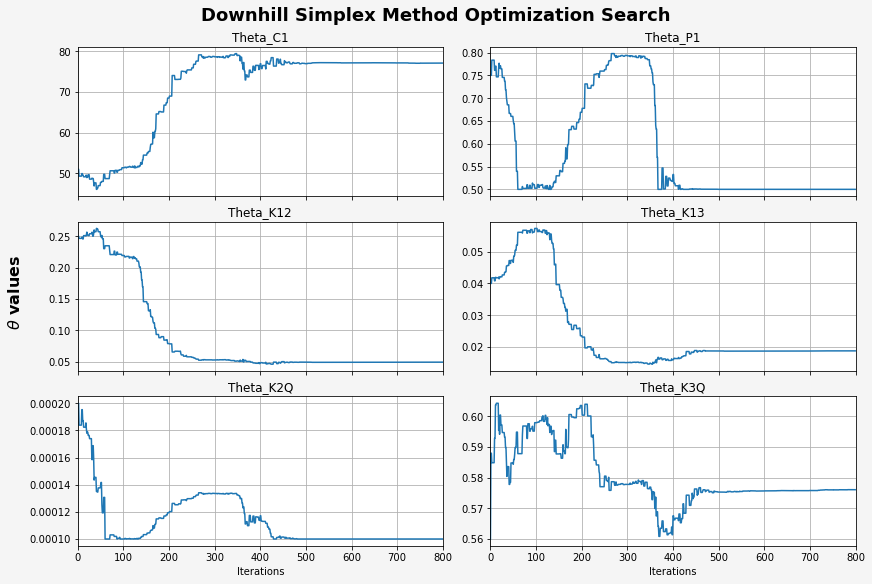 Downhill Simplex Method Optimization Search
Theta_C1
80
70
60
50
Theta_P1
0.80
0.75
0.70
0.65
0.60
0.55
0.50
θ values
Theta_K12
0.25
0.20
0.15
0.10
0.05
Theta_K13
0.05
0.04
0.03
0.02
Theta_K2Q
0.00020
0.00018
0.00016
0.00014
0.00012
0.00010
0 100 200 300 400 500 600 700 800
Iterations
Theta_K3Q
0.60
0.59
0.58
0.57
0.56
0 100 200 300 400 500 600 700 800
Iterations